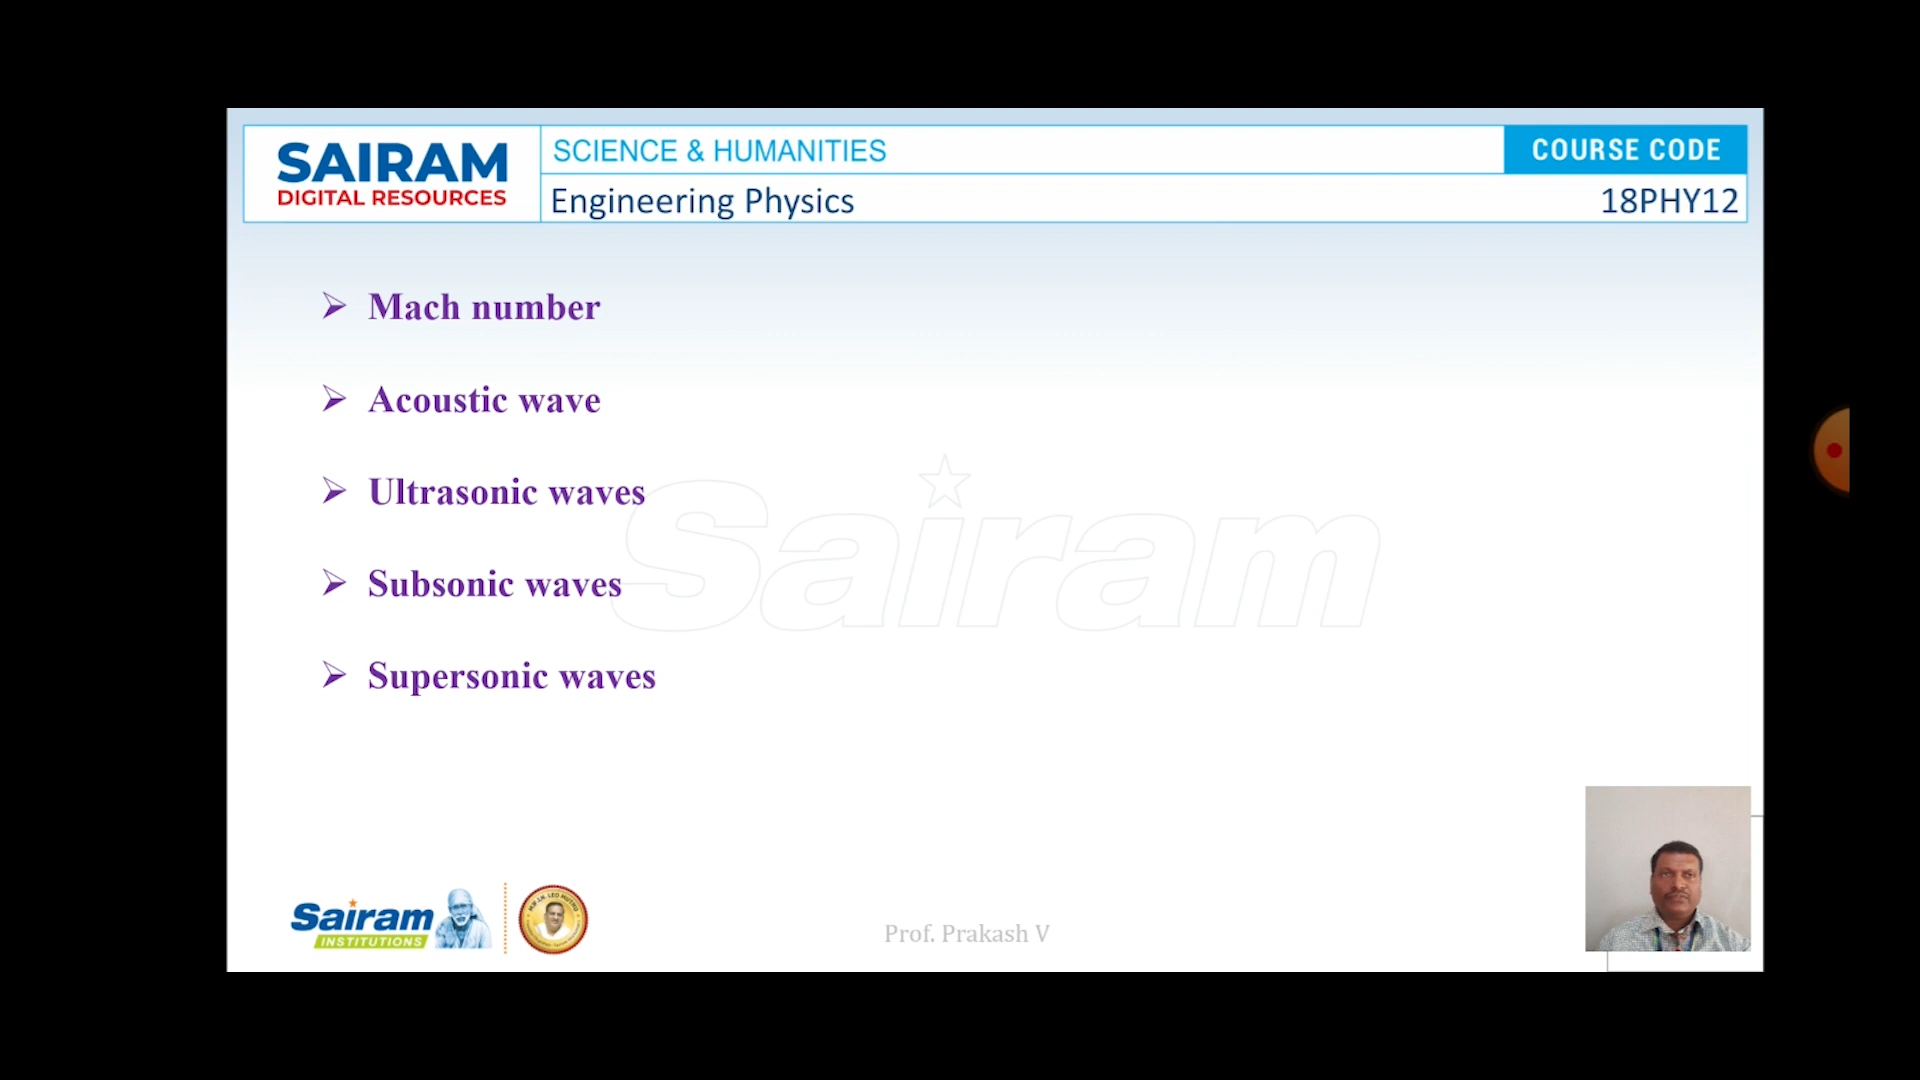 SAIRAM
DIGITAL RESOURCES
SCIENCE & HUMANITIES
COURSE CODE
Engineering Physics
18PHY12
➢ Mach number
➢ Acoustic wave
➢ Ultrasonic waves
➢ Subsonic waves
➢ Supersonic waves
Sairam
Sairam
INSTITUTIONS
Prof. Prakash V